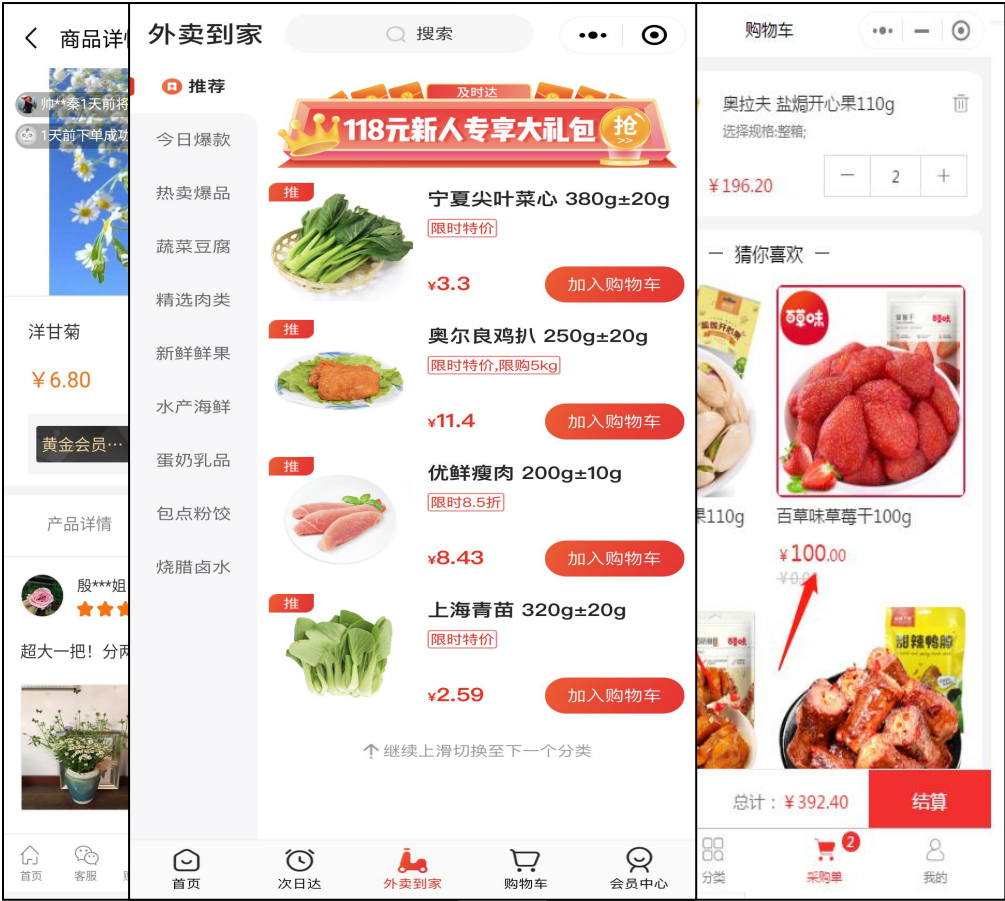 商品详
帅**秦1天前将
1天前下单成功
洋甘菊
￥6.80
黄金会员…
产品详情
殷***姐
超大一把！分两
首页
客服
外卖到家
搜索
推荐
今日爆款
热卖爆品
蔬菜豆腐
精选肉类
新鲜鲜果
水产海鲜
蛋奶乳品
包点粉饺
烧腊卤水
及时达
118元新人专享大礼包
抢
>>
推
宁夏尖叶菜心 380g±20g
限时特价
¥3.3
加入购物车
推
奥尔良鸡扒 250g±20g
限时特价,限购5kg
¥11.4
加入购物车
推
优鲜瘦肉 200g±10g
限时8.5折
¥8.43
加入购物车
推
上海青苗 320g±20g
限时特价
¥2.59
加入购物车
继续上滑切换至下一个分类
首页
次日达
外卖到家
购物车
会员中心
购物车
奥拉夫 盐焗开心果110g
选择规格:整箱;
￥196.20
2
猜你喜欢
百草味
百草味
果110g
百草味草莓干100g
￥100.00
百草味
甜辣鸭脖
总计：￥392.40
结算
分类
2
采购单
我的